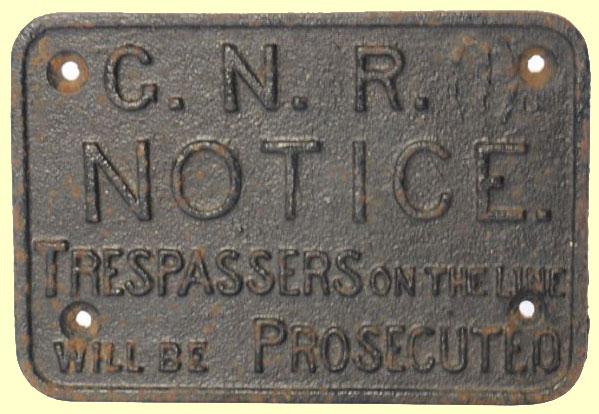 G. N. R.
NOTICE.
TRESPASSERS ON THE LINE
WILL BE PROSECUTED